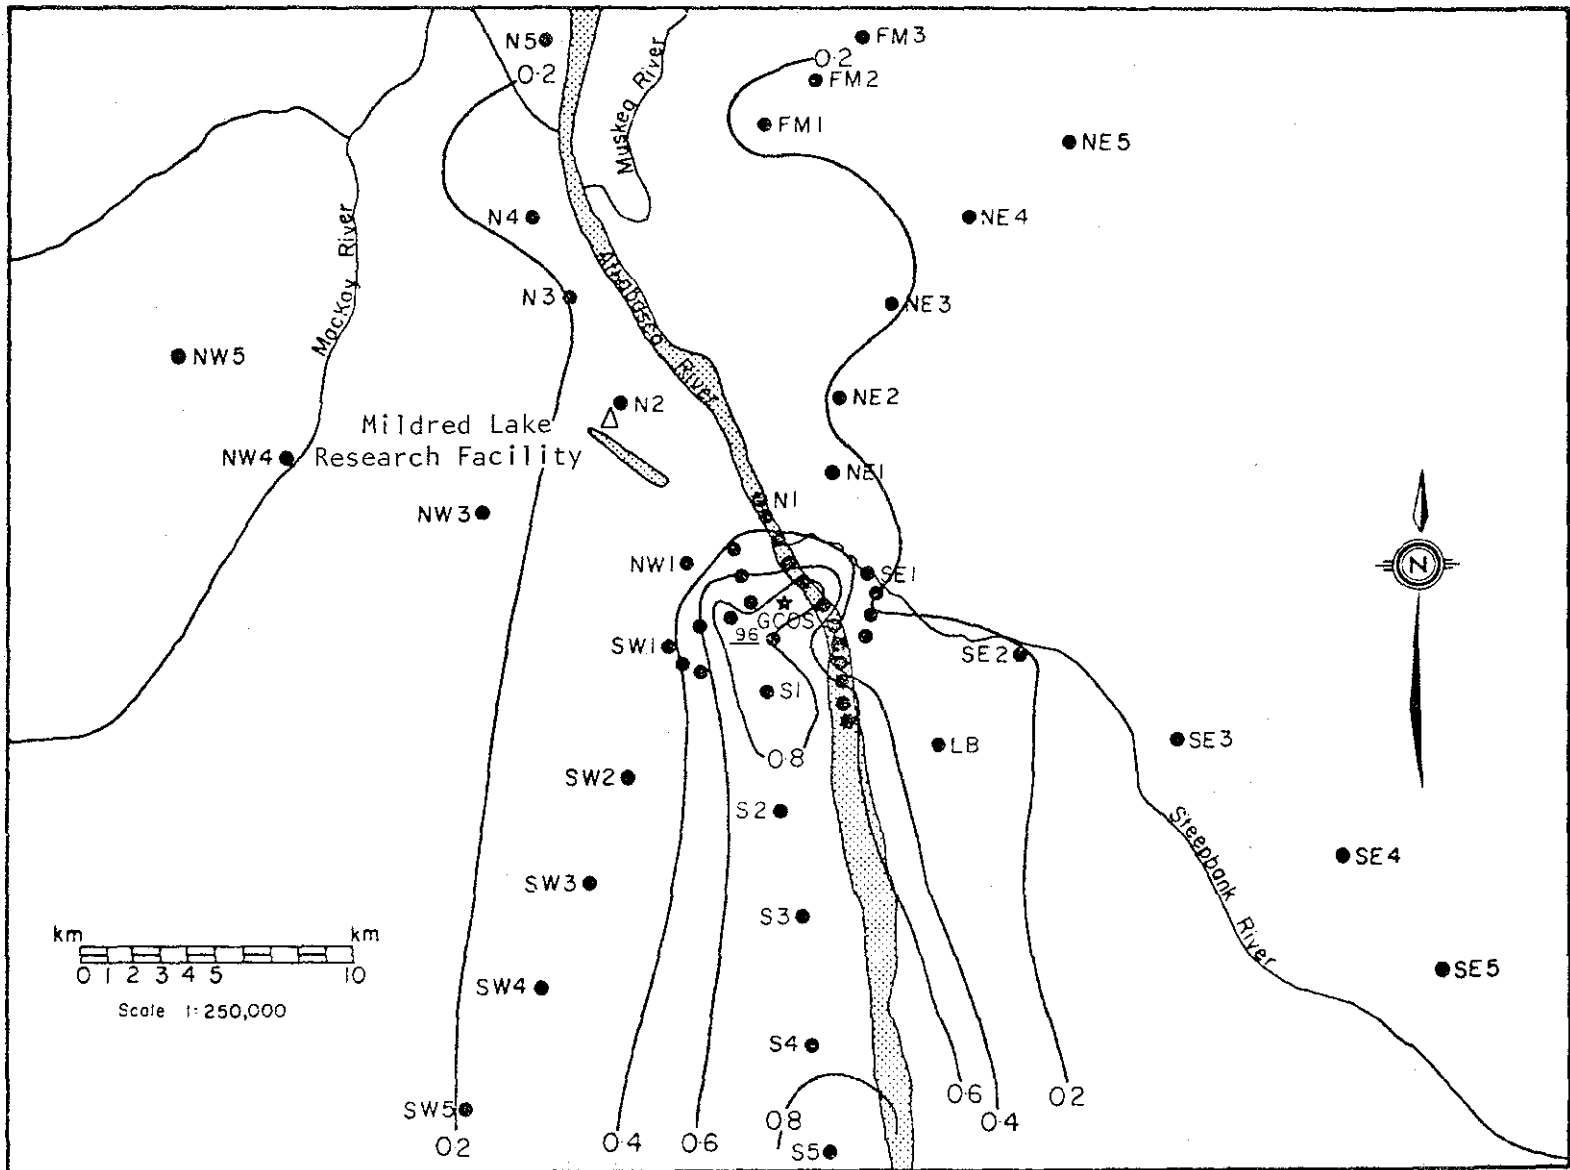 N5
FM3
0.2
0.2
FM2
Muskeg River
FM1
NE5
N4
NE4
MacKay River
Athabasca River
N3
NE3
NW5
N2
NE2
Mildred Lake
Research Facility
NW4
NE1
N1
NW3
N
NW1
SE1
GCOS
96
SW1
SE2
S1
LB
SE3
0.8
SW2
S2
Steepbank River
SE4
SW3
S3
km km
0 1 2 3 4 5 10
Scale 1:250,000
SE5
SW4
S4
0.6
0.2
SW5
0.8
0.4
0.2
0.4
0.6
S5